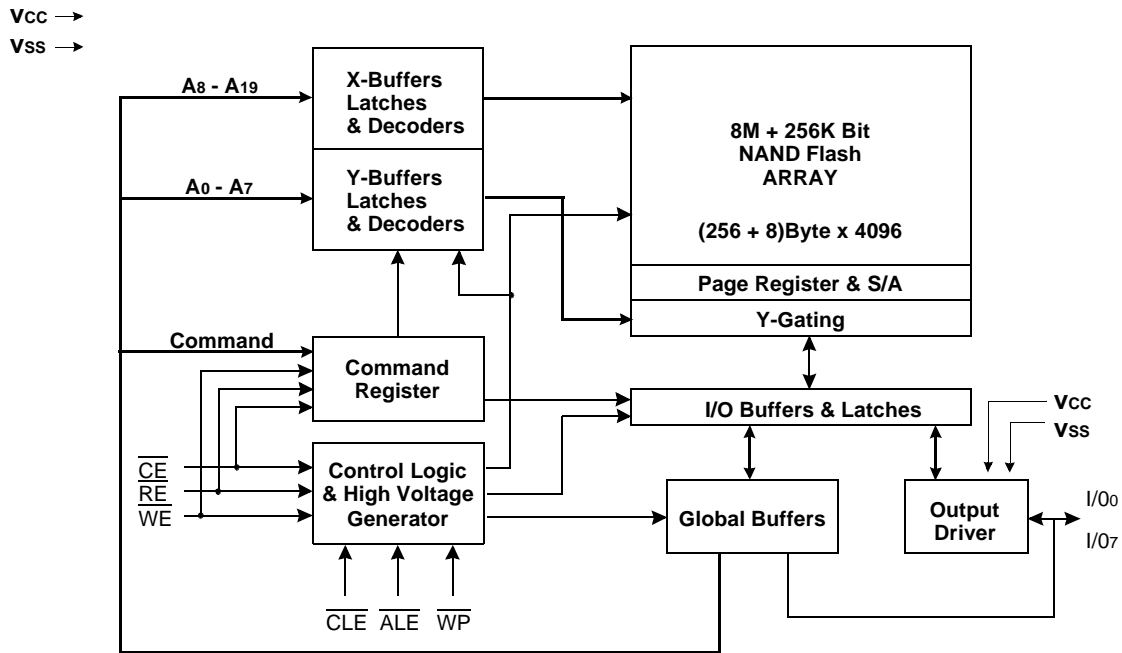 VCC
VSS
A8 - A19
X-Buffers
Latches
& Decoders
A0 - A7
Y-Buffers
Latches
& Decoders
8M + 256K Bit
NAND Flash
ARRAY
(256 + 8)Byte x 4096
Page Register & S/A
Y-Gating
Command
Command
Register
I/O Buffers & Latches
VCC
VSS
CE
RE
WE
Control Logic
& High Voltage
Generator
Global Buffers
Output
Driver
I/00
I/07
CLE
ALE
WP